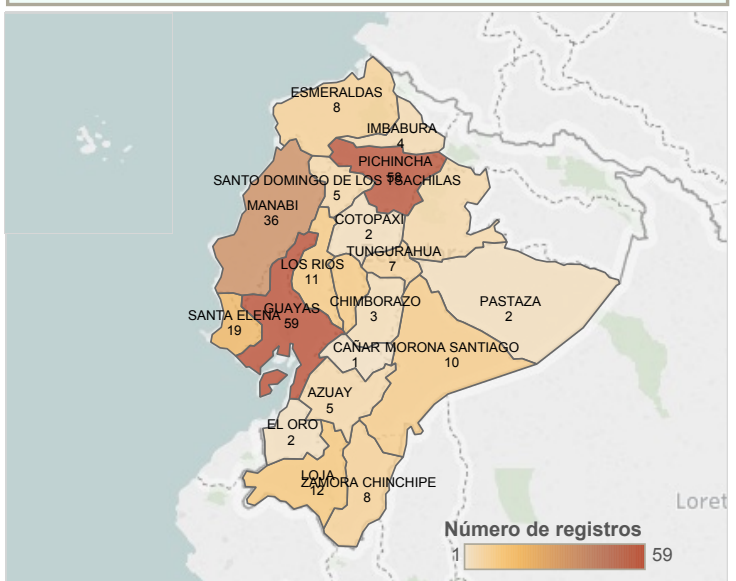 ESMERALDAS
8
IMBABURA
4
PICHINCHA
58
SANTO DOMINGO DE LOS TSACHILAS
5
MANABI
36
COTOPAXI
2
TUNGURAHUA
7
LOS RIOS
11
CHIMBORAZO
3
PASTAZA
2
SANTA ELENA
19
GUAYAS
59
CAÑAR
1
MORONA SANTIAGO
10
AZUAY
5
EL ORO
2
LOJA
12
ZAMORA CHINCHIPE
8
Loret
Número de registros
1 59